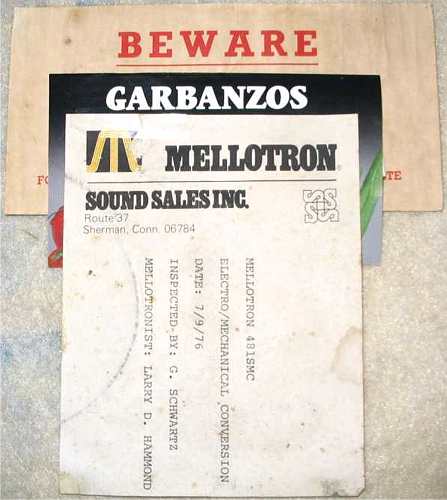 BEWARE
GARBANZOS
MELLOTRON
SOUND SALES INC.
Route 37
Sherman, Conn. 06784
MELLOTRON 481SMC
ELECTRO/MECHANICAL CONVERSION
DATE: 7/9/76
INSPECTED BY: G. SCHWARTZ
MELLOTRONIST: LARRY D. HAMMOND